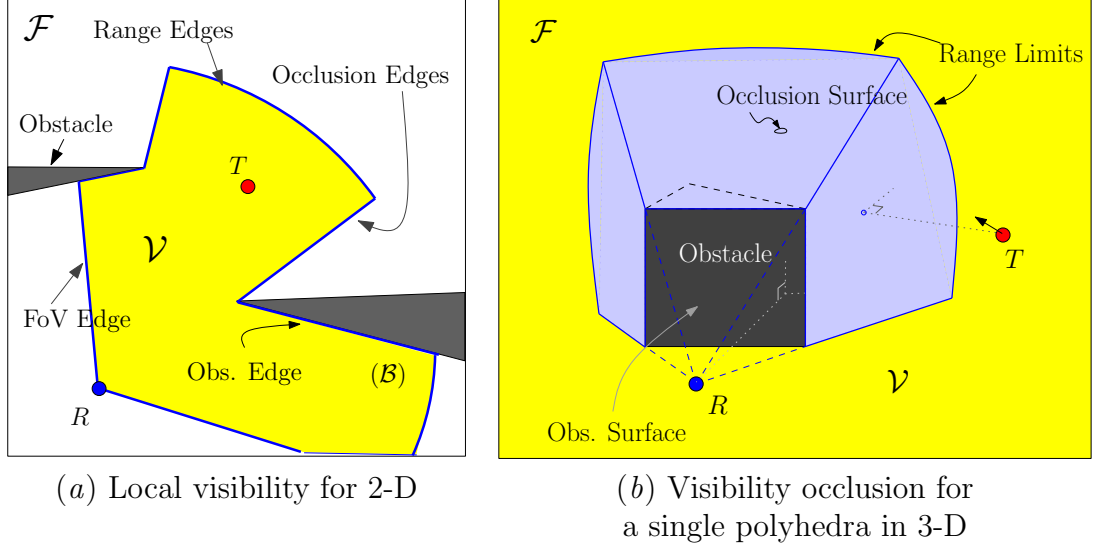 F
Range Edges
Occlusion Edges
Obstacle
T
V
FoV Edge
Obs. Edge
(B)
R
(a) Local visibility for 2-D
F
Range Limits
Occlusion Surface
Obstacle
T
V
R
Obs. Surface
(b) Visibility occlusion for
a single polyhedra in 3-D